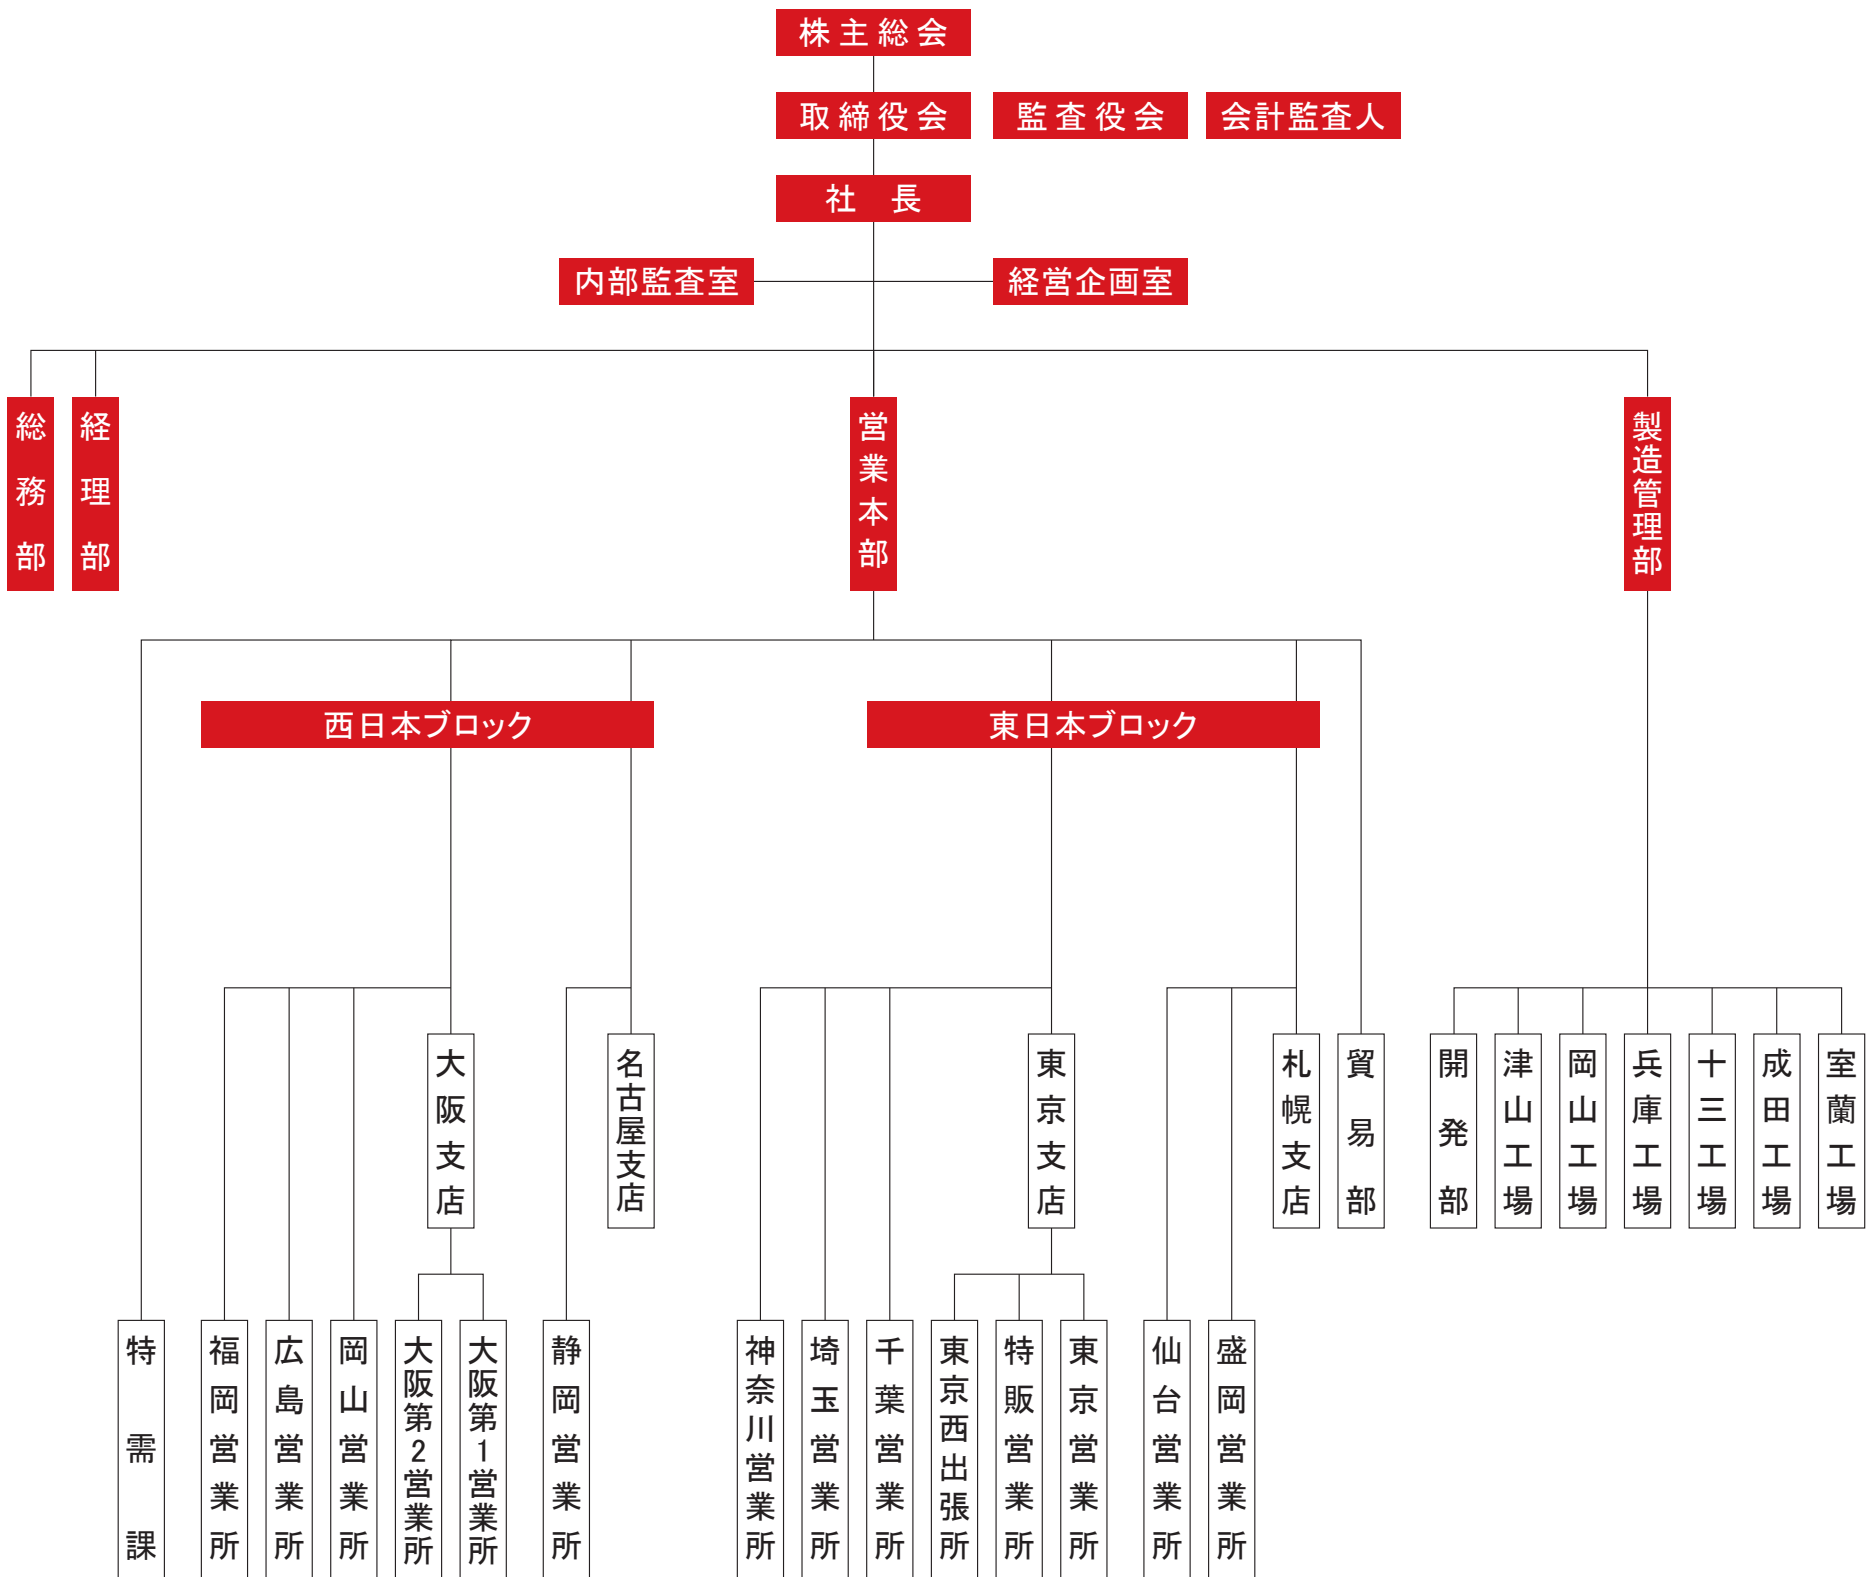 株主総会
取締役会
監査役会
会計監査人
社長
内部監査室
経営企画室
総務部
経理部
営業本部
製造管理部
西日本ブロック
東日本ブロック
大阪支店
名古屋支店
東京支店
札幌支店
貿易部
開発部
津山工場
岡山工場
兵庫工場
十三工場
成田工場
室蘭工場
特需課
福岡営業所
広島営業所
岡山営業所
大阪第2営業所
大阪第1営業所
静岡営業所
神奈川営業所
埼玉営業所
千葉営業所
東京西出張所
特販営業所
東京営業所
仙台営業所
盛岡営業所